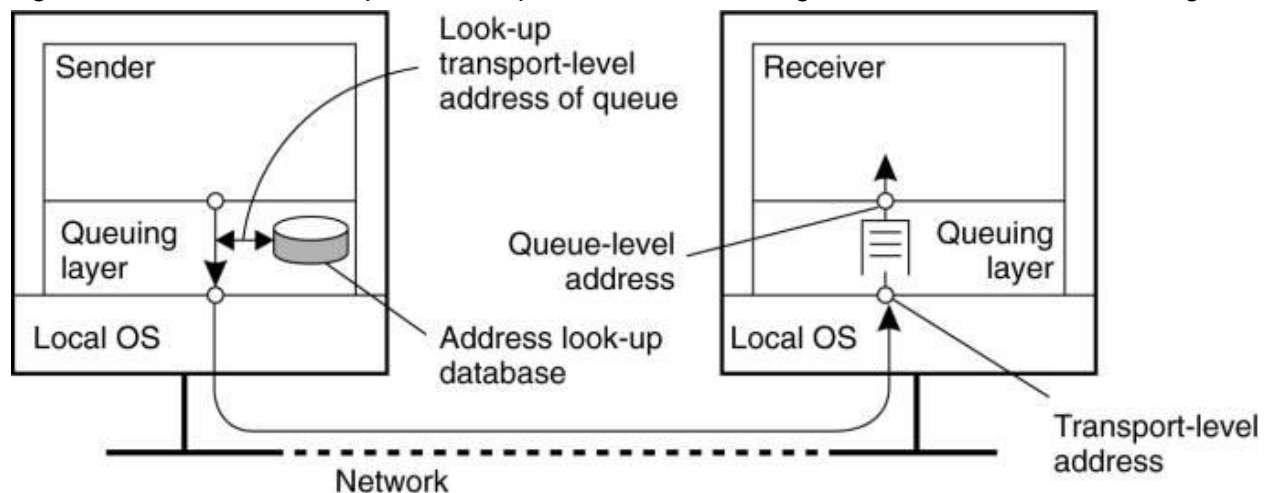 Look-up
transport-level
address of queue
Sender
Receiver
Queuing
layer
Queue-level
address
Queuing
layer
Local OS
Address look-up
database
Local OS
Transport-level
address
Network